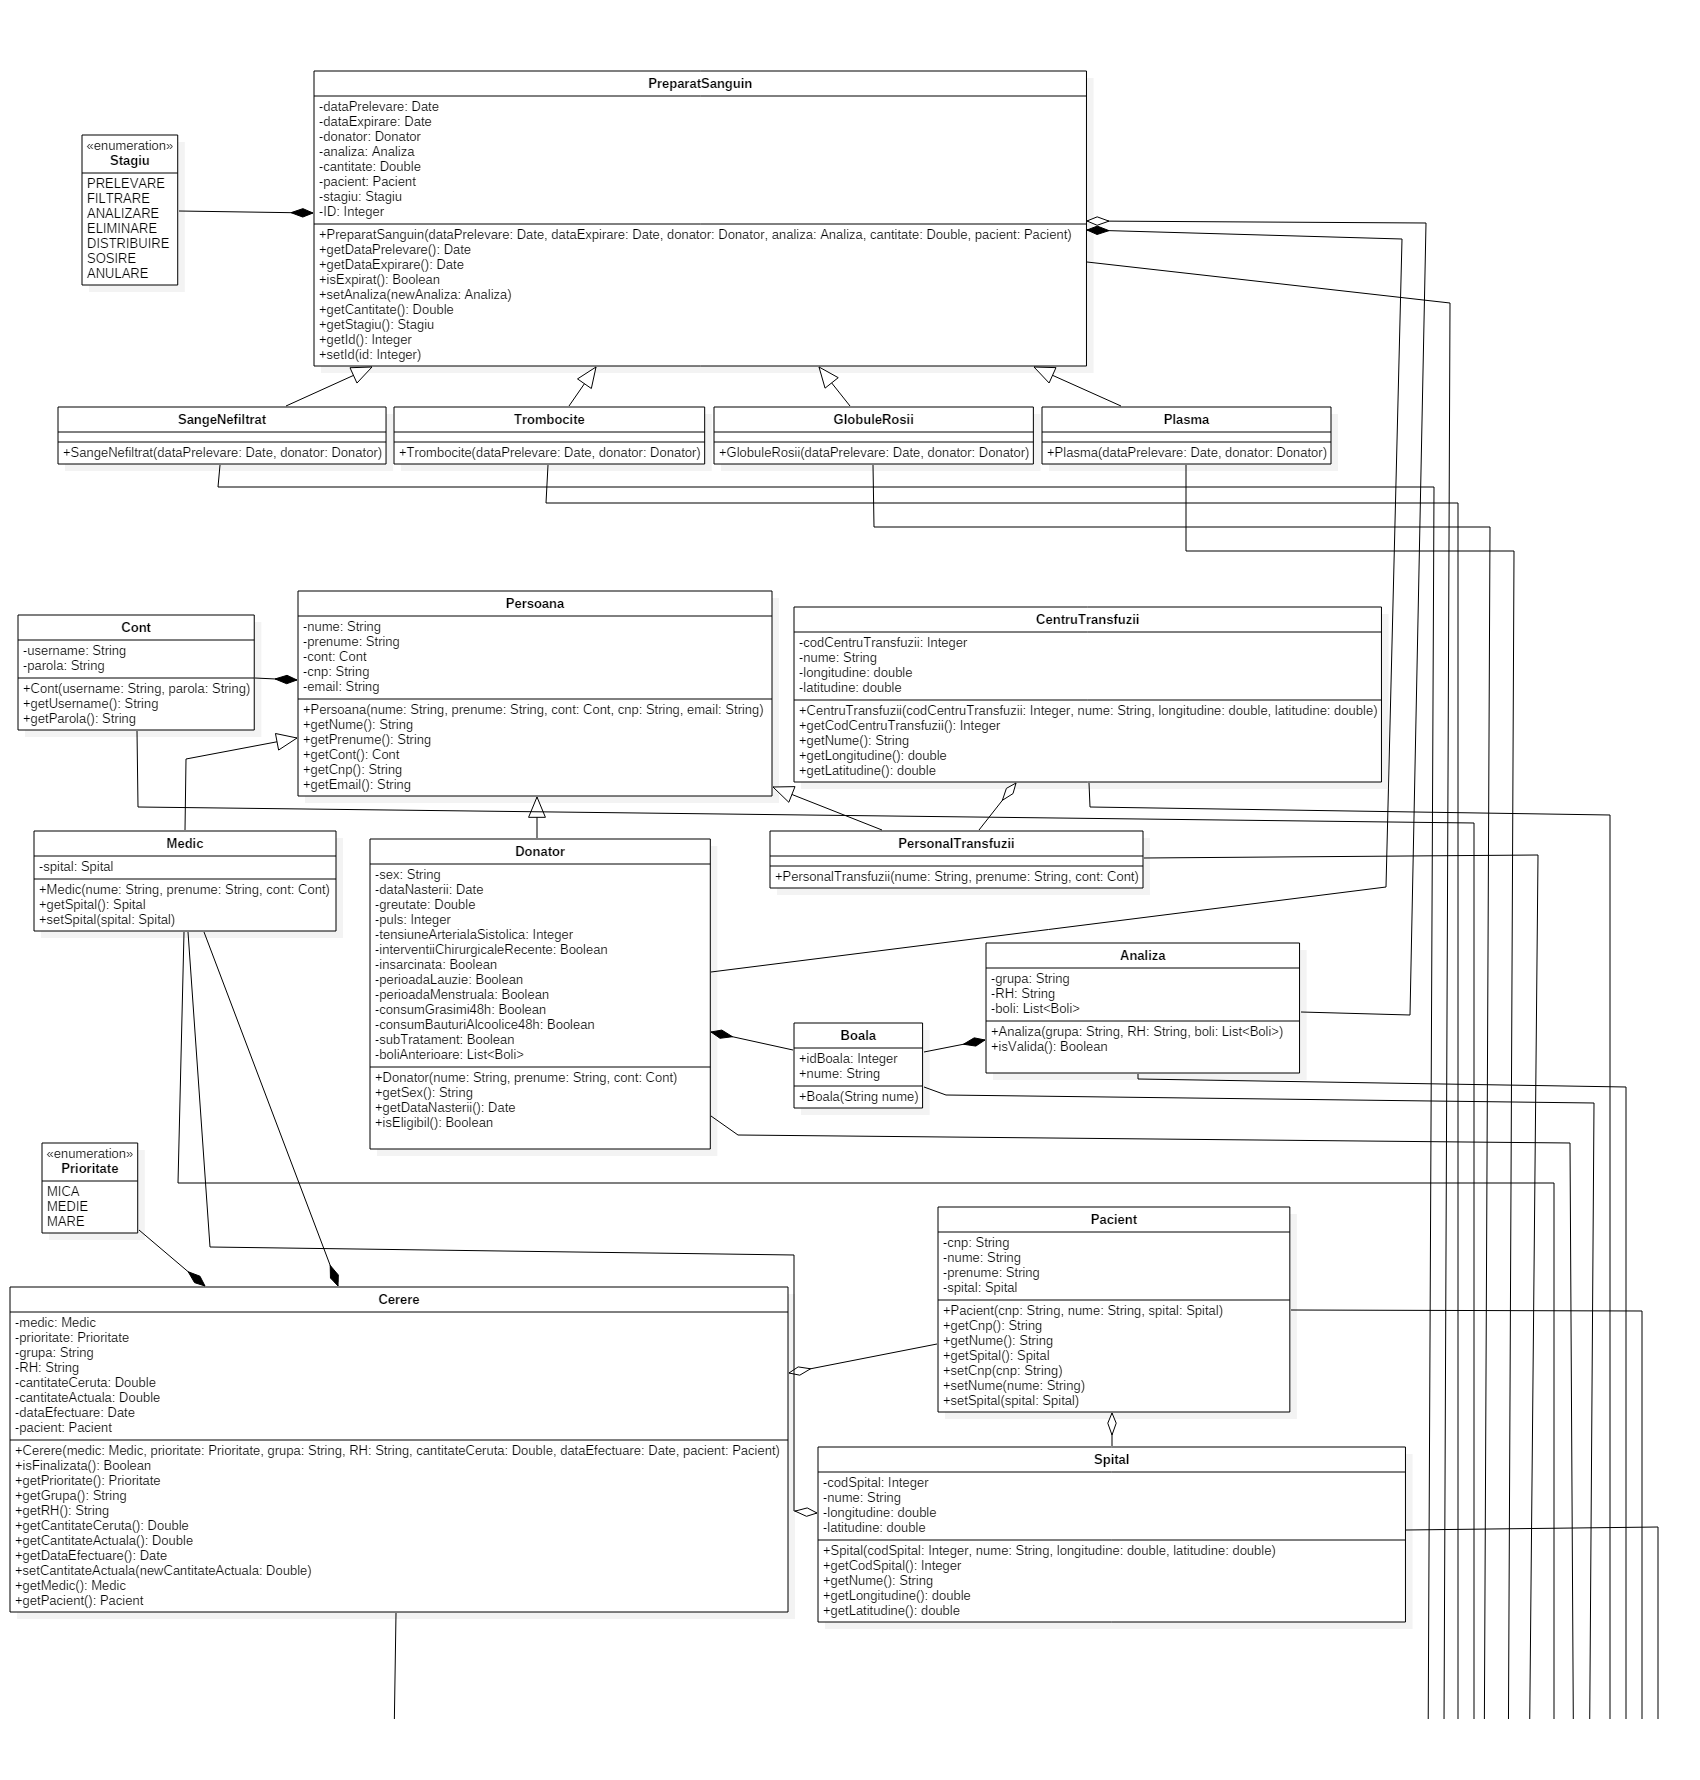 PreparatSanguin
-dataPrelevare: Date
-dataExpirare: Date
-donator: Donator
-analiza: Analiza
-cantitate: Double
-pacient: Pacient
-stagiu: Stagiu
-ID: Integer
+PreparatSanguin(dataPrelevare: Date, dataExpirare: Date, donator: Donator, analiza: Analiza, cantitate: Double, pacient: Pacient)
+getDataPrelevare(): Date
+getDataExpirare(): Date
+isExpirat(): Boolean
+setAnaliza(newAnaliza: Analiza)
+getCantitate(): Double
+getStagiu(): Stagiu
+getId(): Integer
+setId(id: Integer)
«enumeration»
Stagiu
PRELEVARE
FILTRARE
ANALIZARE
ELIMINARE
DISTRIBUIRE
SOSIRE
ANULARE
SangeNefiltrat
+SangeNefiltrat(dataPrelevare: Date, donator: Donator)
Trombocite
+Trombocite(dataPrelevare: Date, donator: Donator)
GlobuleRosii
+GlobuleRosii(dataPrelevare: Date, donator: Donator)
Plasma
+Plasma(dataPrelevare: Date, donator: Donator)
Cont
-username: String
-parola: String
+Cont(username: String, parola: String)
+getUsername(): String
+getParola(): String
Persoana
-nume: String
-prenume: String
-cont: Cont
-cnp: String
-email: String
+Persoana(nume: String, prenume: String, cont: Cont, cnp: String, email: String)
+getNume(): String
+getPrenume(): String
+getCont(): Cont
+getCnp(): String
+getEmail(): String
CentruTransfuzii
-codCentruTransfuzii: Integer
-nume: String
-longitudine: double
-latitudine: double
+CentruTransfuzii(codCentruTransfuzii: Integer, nume: String, longitudine: double, latitudine: double)
+getCodCentruTransfuzii(): Integer
+getNume(): String
+getLongitudine(): double
+getLatitudine(): double
Medic
-spital: Spital
+Medic(nume: String, prenume: String, cont: Cont)
+getSpital(): Spital
+setSpital(spital: Spital)
Donator
-sex: String
-dataNasterii: Date
-greutate: Double
-puls: Integer
-tensiuneArterialaSistolica: Integer
-interventiiChirurgicaleRecente: Boolean
-insarcinata: Boolean
-perioadaLauzie: Boolean
-perioadaMenstruala: Boolean
-consumGrasimi48h: Boolean
-consumBauturiAlcoolice48h: Boolean
-subTratament: Boolean
-boliAnterioare: List<Boli>
+Donator(nume: String, prenume: String, cont: Cont)
+getSex(): String
+getDataNasterii(): Date
+isEligibil(): Boolean
PersonalTransfuzii
+PersonalTransfuzii(nume: String, prenume: String, cont: Cont)
Boala
+idBoala: Integer
+nume: String
+Boala(String nume)
Analiza
-grupa: String
-RH: String
-boli: List<Boli>
+Analiza(grupa: String, RH: String, boli: List<Boli>)
+isValida(): Boolean
«enumeration»
Prioritate
MICA
MEDIE
MARE
Pacient
-cnp: String
-nume: String
-prenume: String
-spital: Spital
+Pacient(cnp: String, nume: String, spital: Spital)
+getCnp(): String
+getNume(): String
+getSpital(): Spital
+setCnp(cnp: String)
+setNume(nume: String)
+setSpital(spital: Spital)
Cerere
-medic: Medic
-prioritate: Prioritate
-grupa: String
-RH: String
-cantitateCeruta: Double
-cantitateActuala: Double
-dataEfectuare: Date
-pacient: Pacient
+Cerere(medic: Medic, prioritate: Prioritate, grupa: String, RH: String, cantitateCeruta: Double, dataEfectuare: Date, pacient: Pacient)
+isFinalizata(): Boolean
+getPrioritate(): Prioritate
+getGrupa(): String
+getRH(): String
+getCantitateCeruta(): Double
+getCantitateActuala(): Double
+getDataEfectuare(): Date
+setCantitateActuala(newCantitateActuala: Double)
+getMedic(): Medic
+getPacient(): Pacient
Spital
-codSpital: Integer
-nume: String
-longitudine: double
-latitudine: double
+Spital(codSpital: Integer, nume: String, longitudine: double, latitudine: double)
+getCodSpital(): Integer
+getNume(): String
+getLongitudine(): double
+getLatitudine(): double